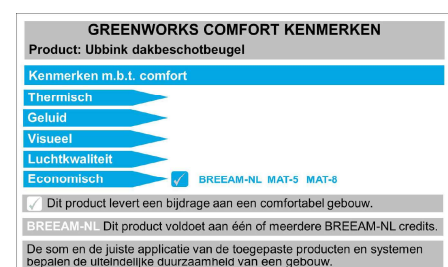 GREENWORKS COMFORT KENMERKEN
Product: Ubbink dakbeschotbeugel
Kenmerken m.b.t. comfort
Thermisch
Geluid
Visueel
Luchtkwaliteit
Economisch BREEAM-NL MAT-5 MAT-8
Dit product levert een bijdrage aan een comfortabel gebouw.
BREEAM-NL Dit product voldoet aan één of meerdere BREEAM-NL credits.
De som en de juiste applicatie van de toegepaste producten en systemen
bepalen de uiteindelijke duurzaamheid van een gebouw.